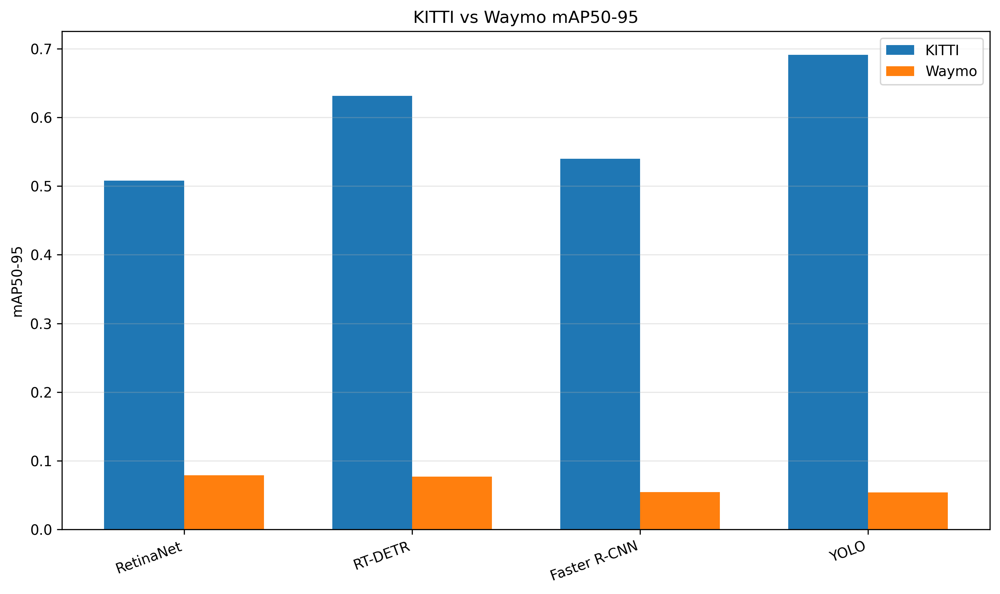 KITTI vs Waymo mAP50-95
KITTI
Waymo
mAP50-95
0.7
0.6
0.5
0.4
0.3
0.2
0.1
0.0
RetinaNet
RT-DETR
Faster R-CNN
YOLO